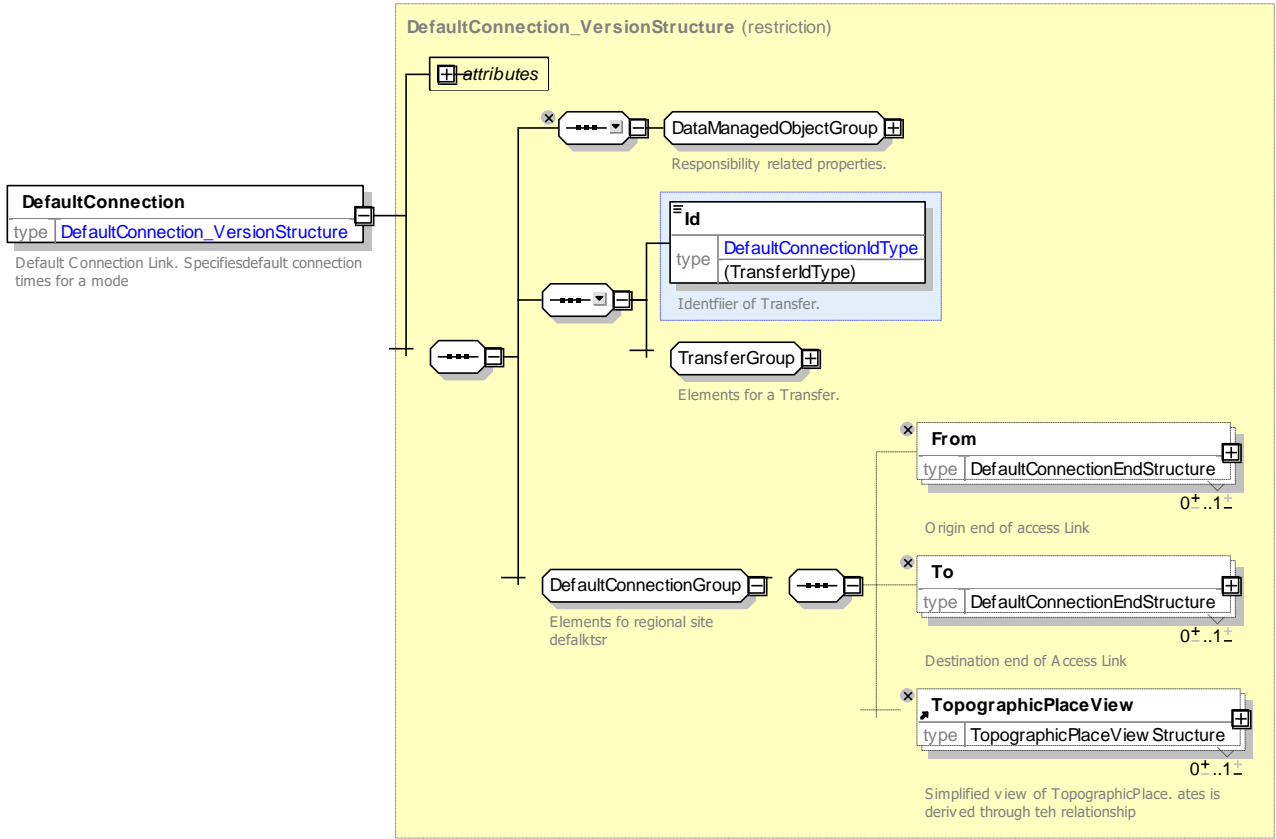 DefaultConnection_VersionStructure (restriction)
attributes
DataManagedObjectGroup
Responsibility related properties.
DefaultConnection
type DefaultConnection_VersionStructure
Default Connection Link. Specifiesdefault connection
times for a mode
Id
type
DefaultConnectionIdType
(TransferIdType)
Identfiier of Transfer.
TransferGroup
Elements for a Transfer.
From
type DefaultConnectionEndStructure
0..1
Origin end of access Link
DefaultConnectionGroup
Elements fo regional site
defalktsr
To
type DefaultConnectionEndStructure
0..1
Destination end of Access Link
TopographicPlaceView
type TopographicPlaceView Structure
0..1
Simplified view of TopographicPlace. ates is
derived through teh relationship